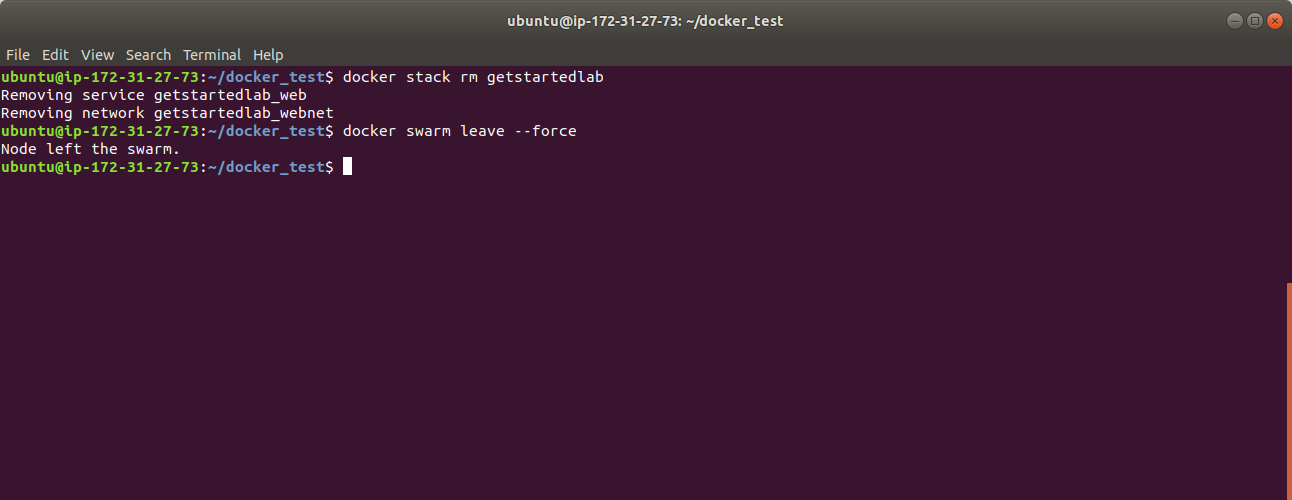 ubuntu@ip-172-31-27-73: ~/docker_test
File Edit View Search Terminal Help
ubuntu@ip-172-31-27-73:~/docker_test$ docker stack rm getstartedlab
Removing service getstartedlab_web
Removing network getstartedlab_webnet
ubuntu@ip-172-31-27-73:~/docker_test$ docker swarm leave --force
Node left the swarm.
ubuntu@ip-172-31-27-73:~/docker_test$